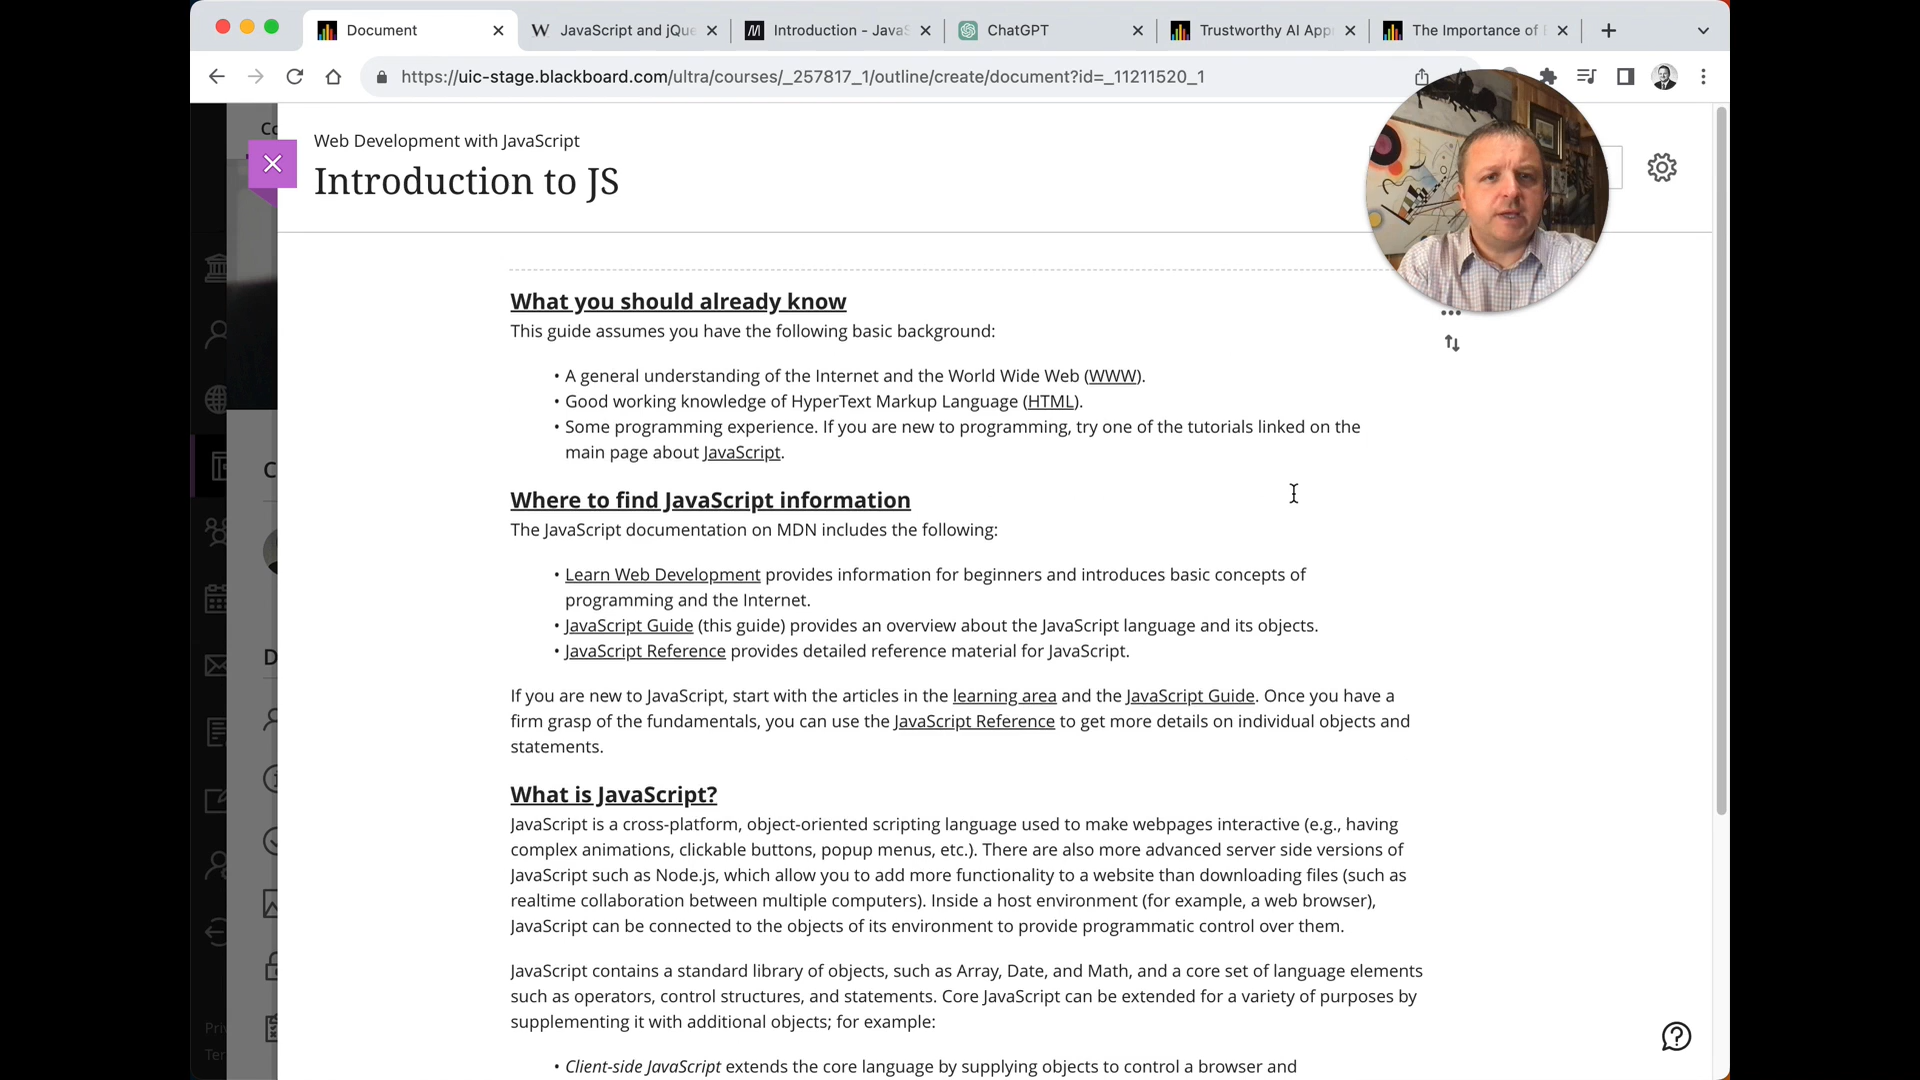 Document
W JavaScript and jQue
Introduction - JavaS
ChatGPT
Trustworthy AI App
The Importance of
https://uic-stage.blackboard.com/ultra/courses/_257817_1/outline/create/document?id=_11211520_1
Web Development with JavaScript
Introduction to JS
What you should already know
This guide assumes you have the following basic background:
• A general understanding of the Internet and the World Wide Web (WWW).
• Good working knowledge of HyperText Markup Language (HTML).
• Some programming experience. If you are new to programming, try one of the tutorials linked on the
main page about JavaScript.
Where to find JavaScript information
The JavaScript documentation on MDN includes the following:
• Learn Web Development provides information for beginners and introduces basic concepts of
programming and the Internet.
• JavaScript Guide (this guide) provides an overview about the JavaScript language and its objects.
• JavaScript Reference provides detailed reference material for JavaScript.
If you are new to JavaScript, start with the articles in the learning area and the JavaScript Guide. Once you have a
firm grasp of the fundamentals, you can use the JavaScript Reference to get more details on individual objects and
statements.
What is JavaScript?
JavaScript is a cross-platform, object-oriented scripting language used to make webpages interactive (e.g., having
complex animations, clickable buttons, popup menus, etc.). There are also more advanced server side versions of
JavaScript such as Node.js, which allow you to add more functionality to a website than downloading files (such as
realtime collaboration between multiple computers). Inside a host environment (for example, a web browser),
JavaScript can be connected to the objects of its environment to provide programmatic control over them.
JavaScript contains a standard library of objects, such as Array, Date, and Math, and a core set of language elements
such as operators, control structures, and statements. Core JavaScript can be extended for a variety of purposes by
supplementing it with additional objects; for example:
• Client-side JavaScript extends the core language by supplying objects to control a browser and